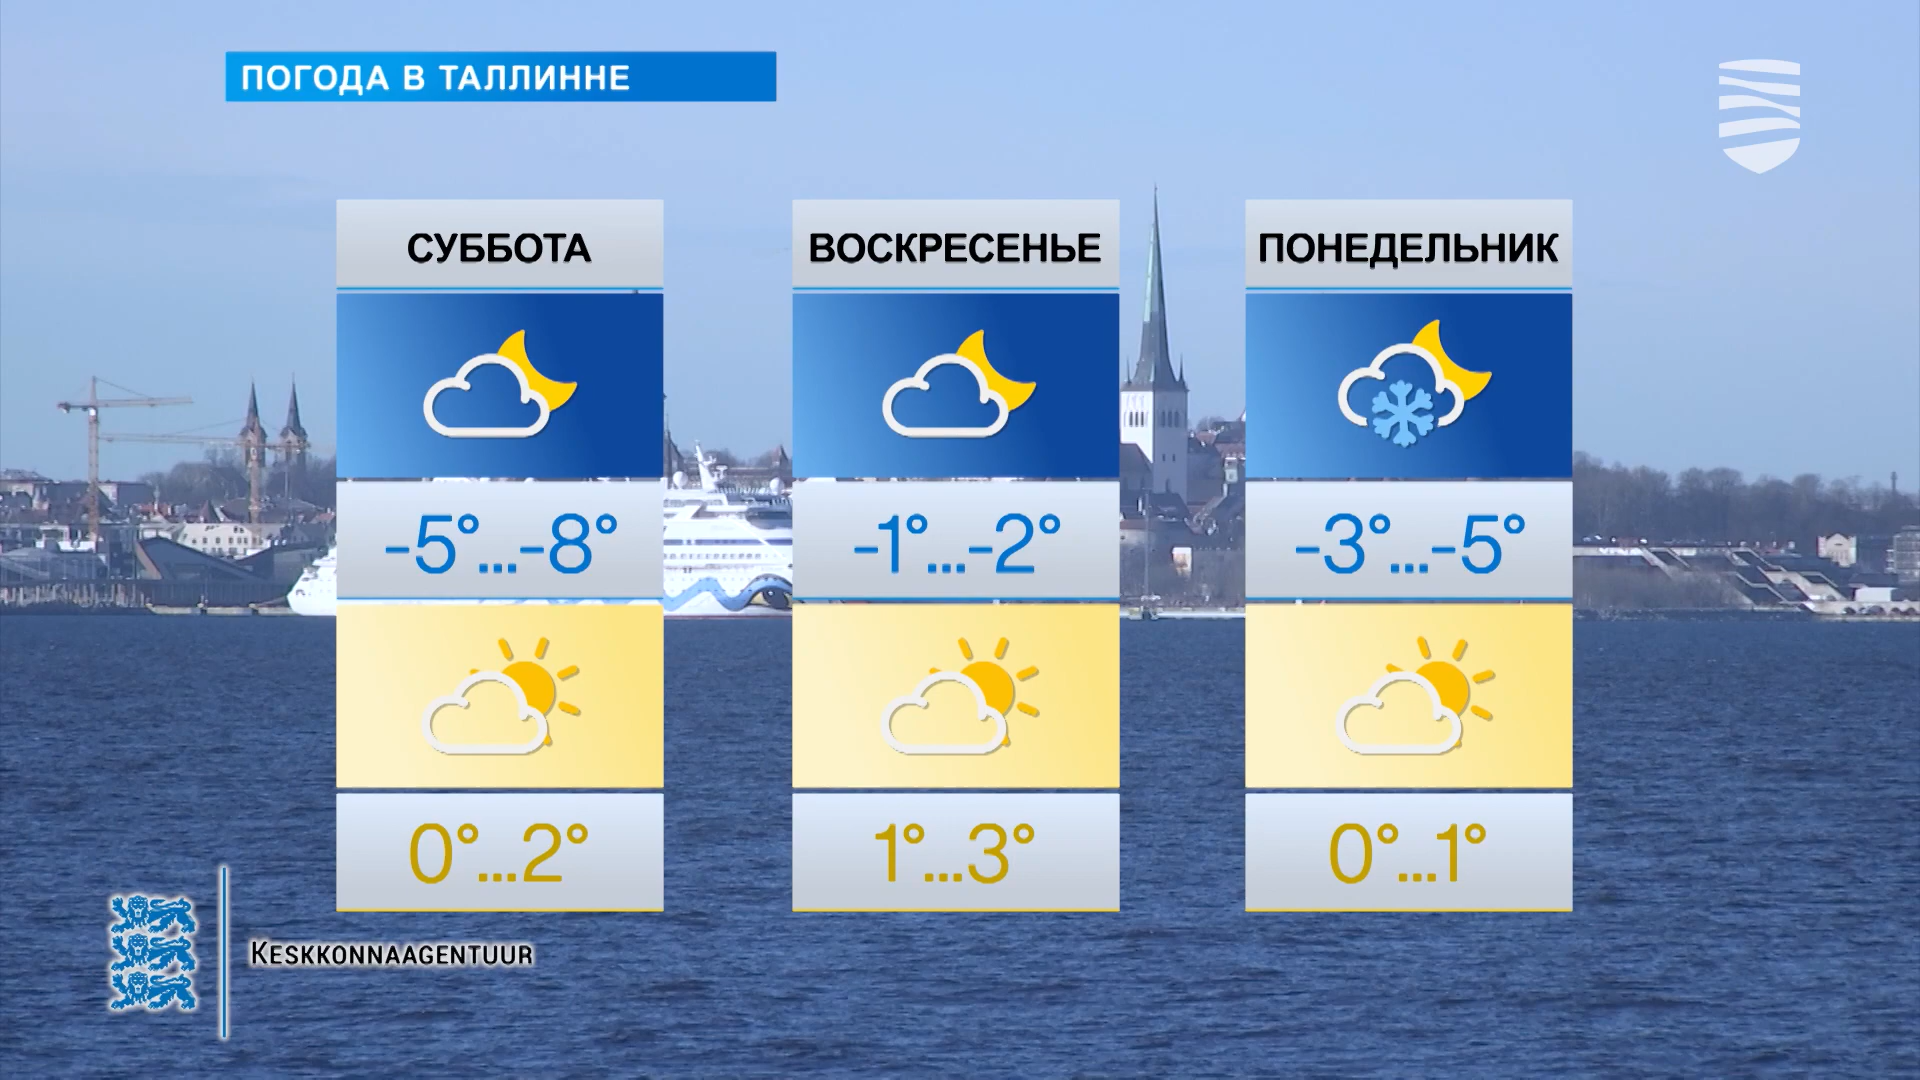 ПОГОДА В ТАЛЛИННЕ
СУББОТА
ВОСКРЕСЕНЬЕ
ПОНЕДЕЛЬНИК
-5°...-8°
-1°...-2°
-3°...-5°
0°...2°
1°...3°
0°...1°
KESKKONNAAGENTUUR